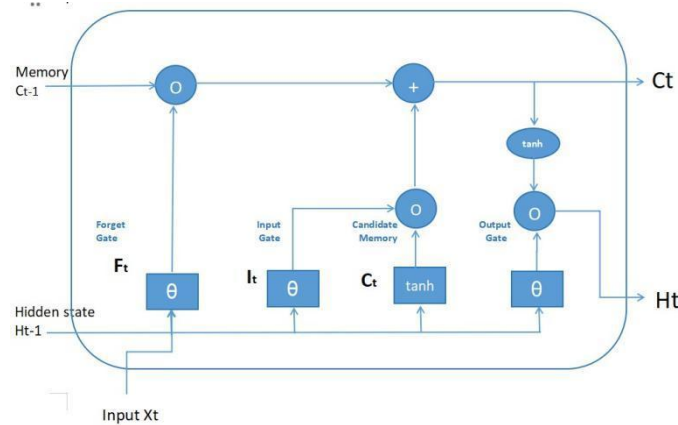 Memory
Ct-1
O
+
Ct
tanh
O
O
Forget
Gate
Input
Gate
Candidate
Memory
Output
Gate
Ft
It
Ct
θ
θ
tanh
θ
Hidden state
Ht-1
Ht
Input Xt